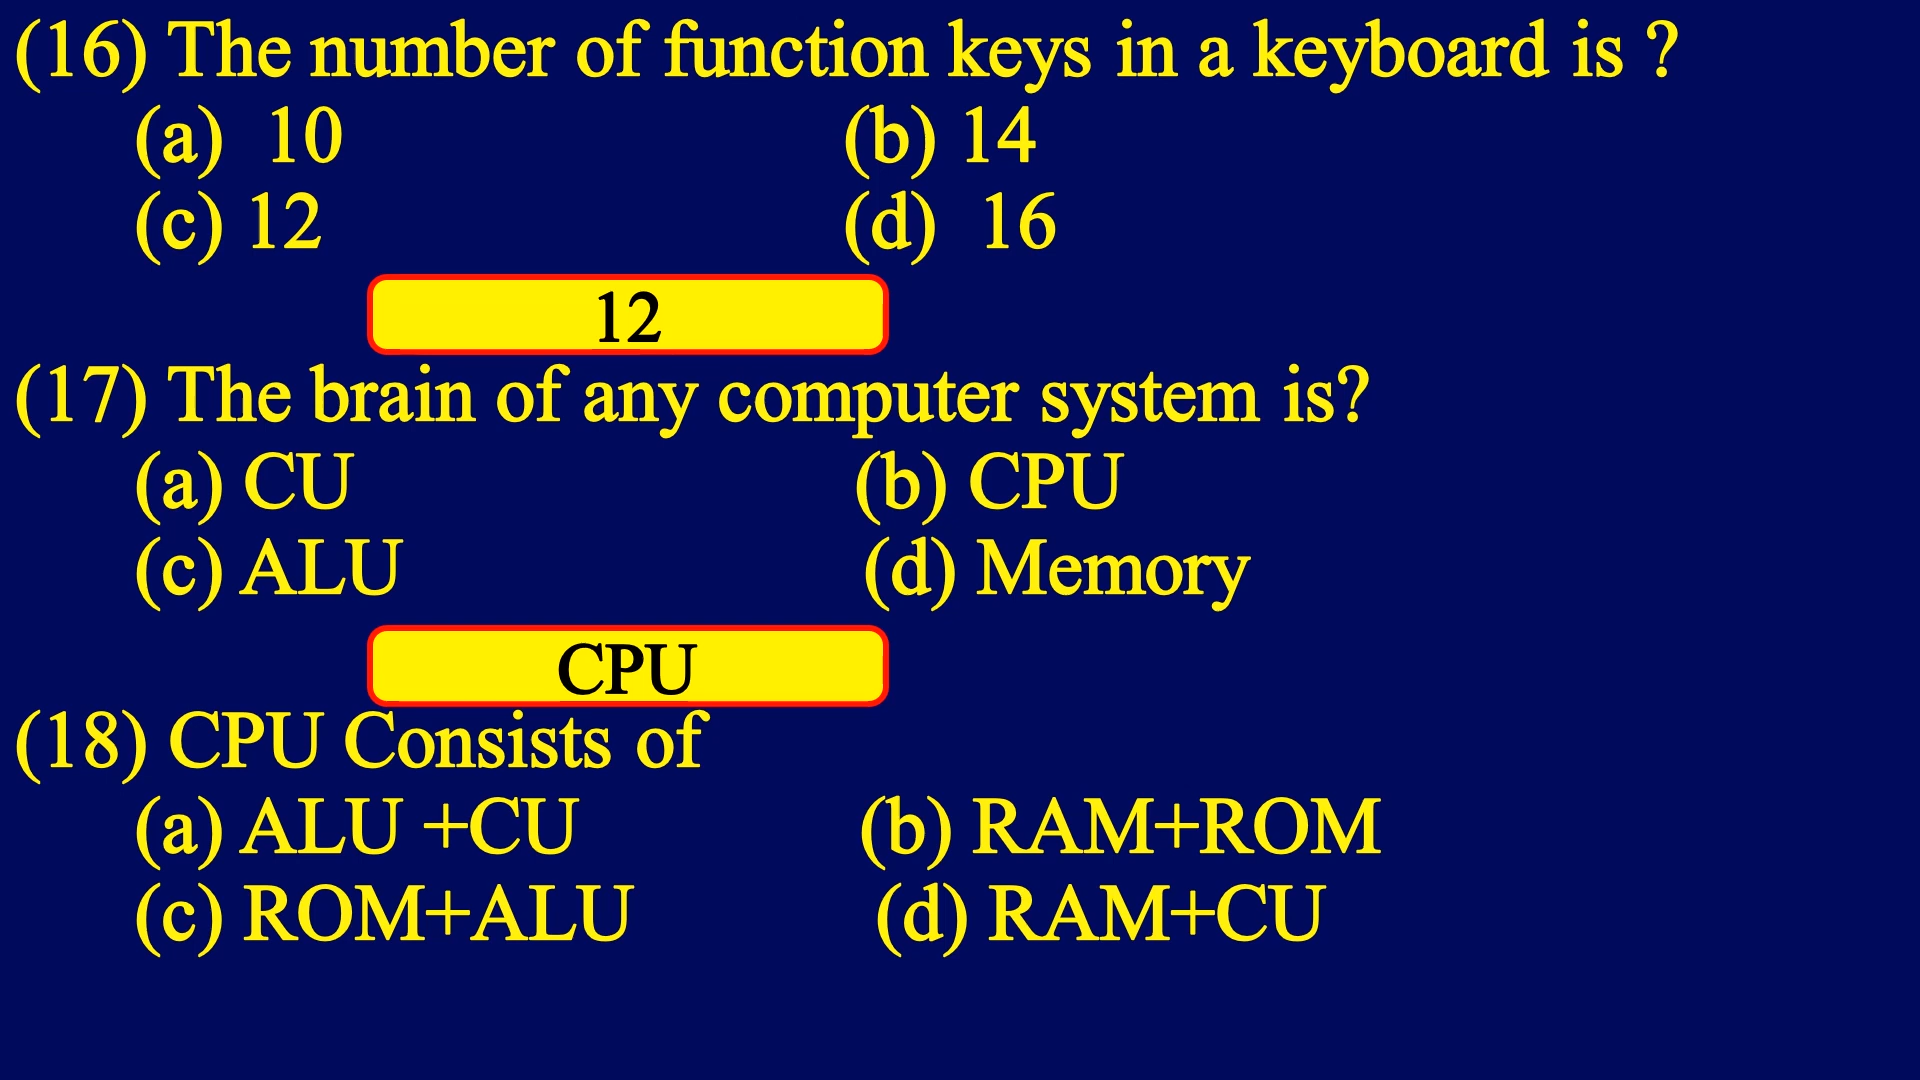 (16) The number of function keys in a keyboard is ?
(a) 10 (b) 14
(c) 12 (d) 16
12
(17) The brain of any computer system is?
(a) CU (b) CPU
(c) ALU (d) Memory
CPU
(18) CPU Consists of
(a) ALU +CU (b) RAM+ROM
(c) ROM+ALU (d) RAM+CU